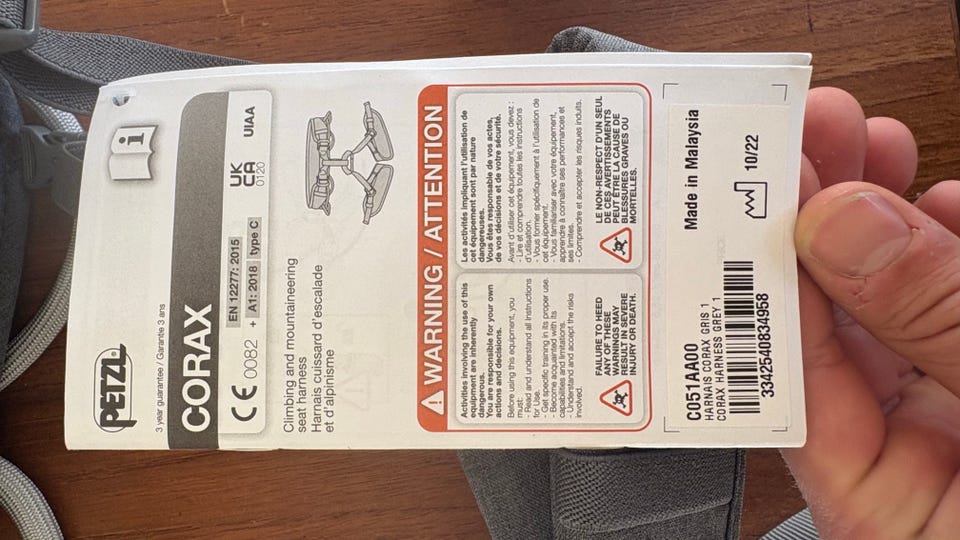 PETZL
3 year guarantee / Garantie 3 ans
CORAX
CE 0082
EN 12277: 2015
+ A1: 2018 type C
UK
CA
0120
UIAA
Climbing and mountaineering
seat harness
Harnais cuissard d'escalade
et d'alpinisme
WARNING / ATTENTION
Activities involving the use of this
equipment are inherently
dangerous.
You are responsible for your own
actions and decisions.
Before using this equipment, you
must:
- Read and understand all Instructions
for Use.
- Get specific training in its proper use.
- Become acquainted with its
capabilities and limitations.
- Understand and accept the risks
involved.
FAILURE TO HEED
ANY OF THESE
WARNINGS MAY
RESULT IN SEVERE
INJURY OR DEATH.
Les activités impliquant l'utilisation de
cet équipement sont par nature
dangereuses.
Vous êtes responsable de vos actes,
de vos décisions et de votre sécurité.
Avant d'utiliser cet équipement, vous devez :
- Lire et comprendre toutes les instructions
d'utilisation.
- Vous former spécifiquement à l'utilisation de
cet équipement.
- Vous familiariser avec votre équipement,
apprendre à connaître ses performances et
ses limites.
- Comprendre et accepter les risques induits.
LE NON-RESPECT D'UN SEUL
DE CES AVERTISSEMENTS
PEUT ÊTRE LA CAUSE DE
BLESSURES GRAVES OU
MORTELLES.
C051AA00
HARNAIS CORAX GRIS 1
CORAX HARNESS GREY 1
3342540834958
Made in Malaysia
10/22